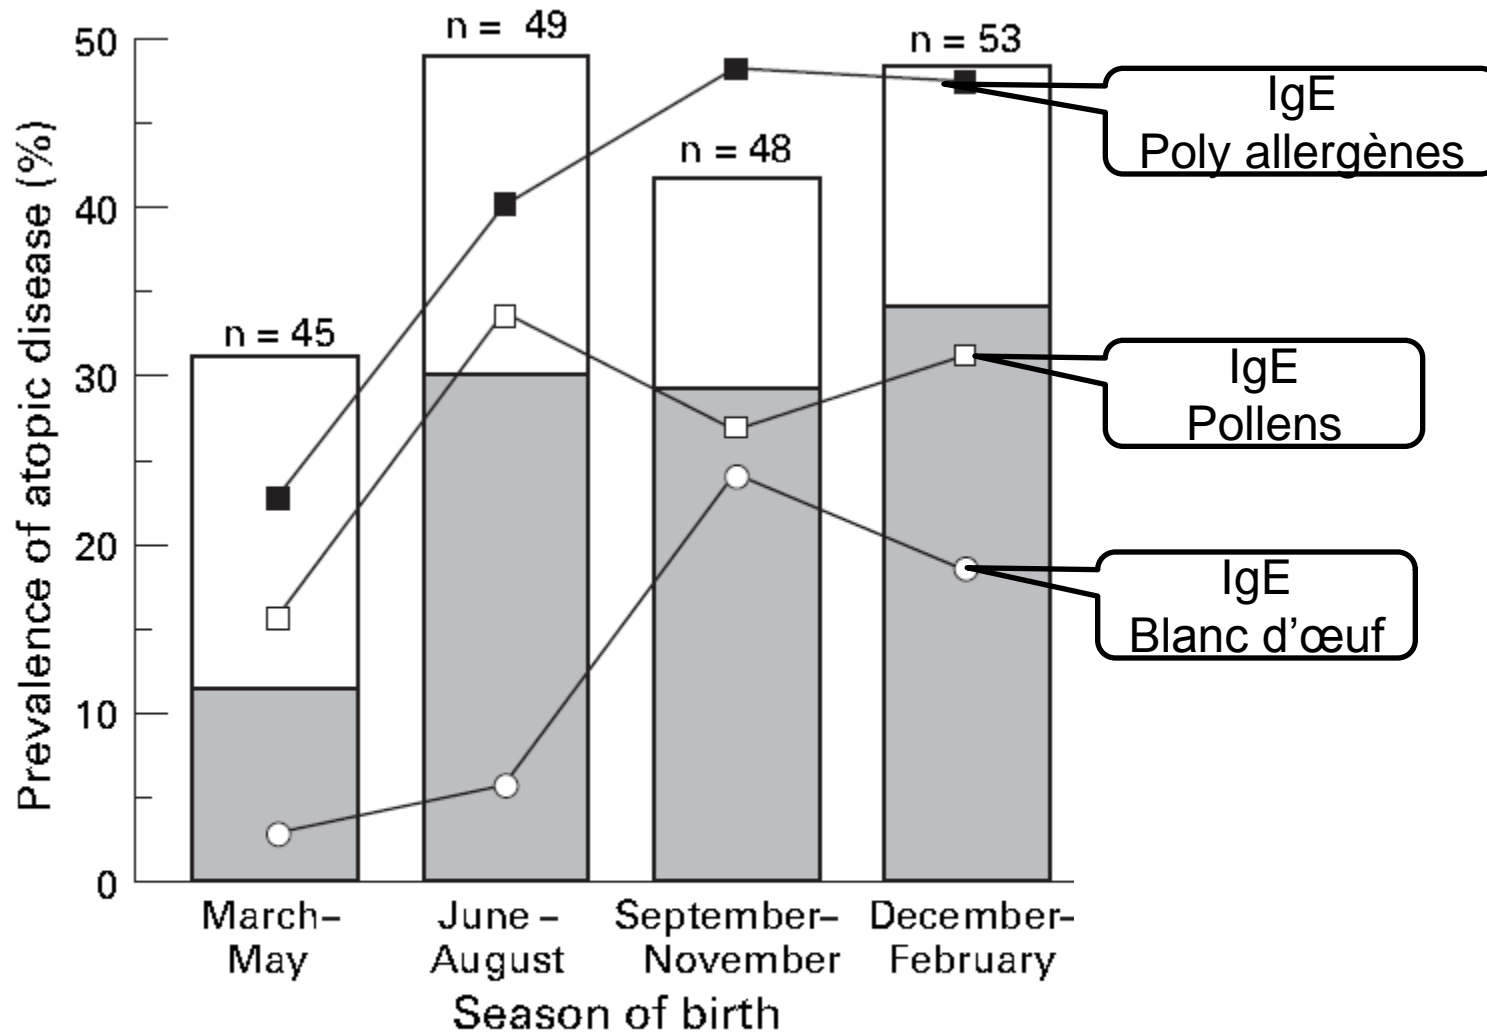 Prevalence of atopic disease (%)
50
40
30
20
10
0
n = 45
n = 49
n = 48
n = 53
IgE
Poly allergènes
IgE
Pollens
IgE
Blanc d'œuf
March–
May
June –
August
September–
November
December–
February
Season of birth